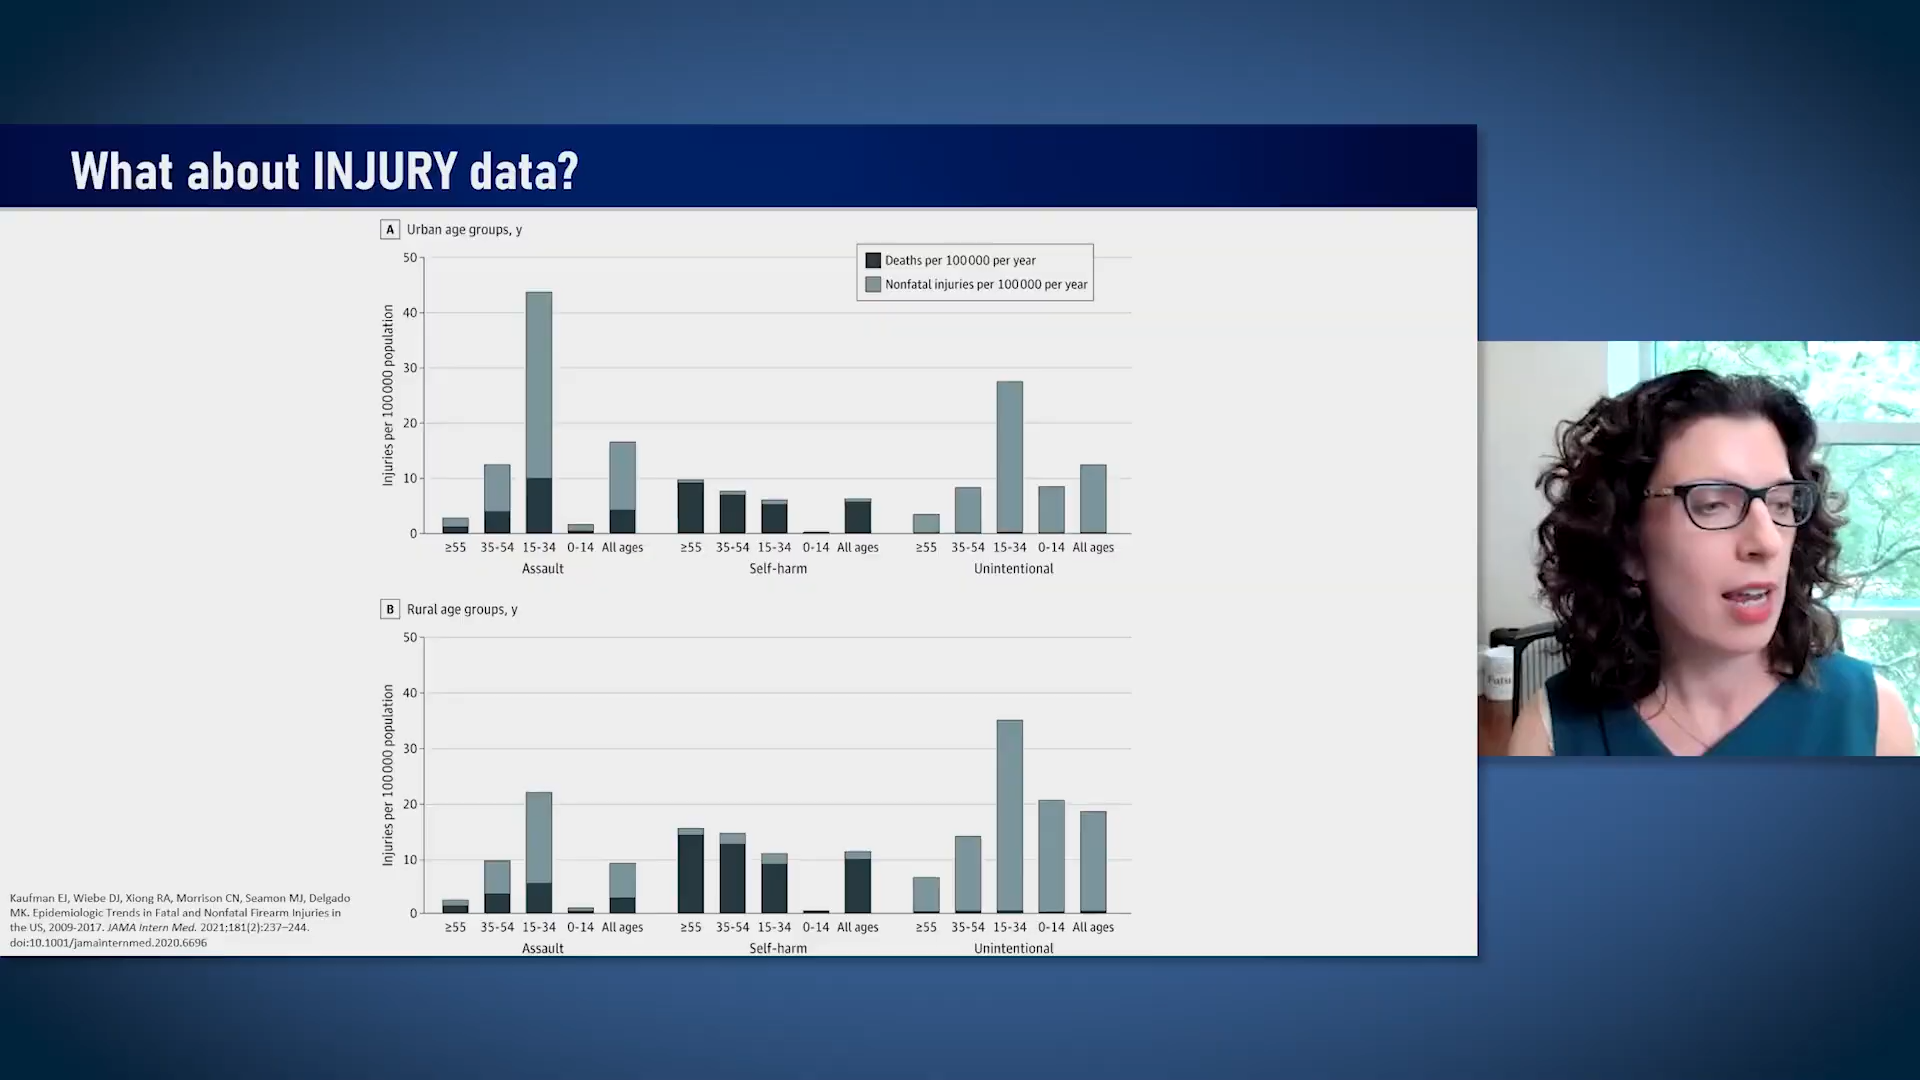 What about INJURY data?
A Urban age groups, y
Deaths per 100 000 per year
Nonfatal injuries per 100 000 per year
Injuries per 100 000 population
50
40
30
20
10
0
≥55 35-54 15-34 0-14 All ages ≥55 35-54 15-34 0-14 All ages ≥55 35-54 15-34 0-14 All ages
Assault Self-harm Unintentional
B Rural age groups, y
Injuries per 100 000 population
50
40
30
20
10
0
≥55 35-54 15-34 0-14 All ages ≥55 35-54 15-34 0-14 All ages ≥55 35-54 15-34 0-14 All ages
Assault Self-harm Unintentional
Kaufman EJ, Wiebe DJ, Xiong RA, Morrison CN, Seamon MJ, Delgado
MK. Epidemiologic Trends in Fatal and Nonfatal Firearm Injuries in
the US, 2009-2017. JAMA Intern Med. 2021;181(2):237–244.
doi:10.1001/jamainternmed.2020.6696